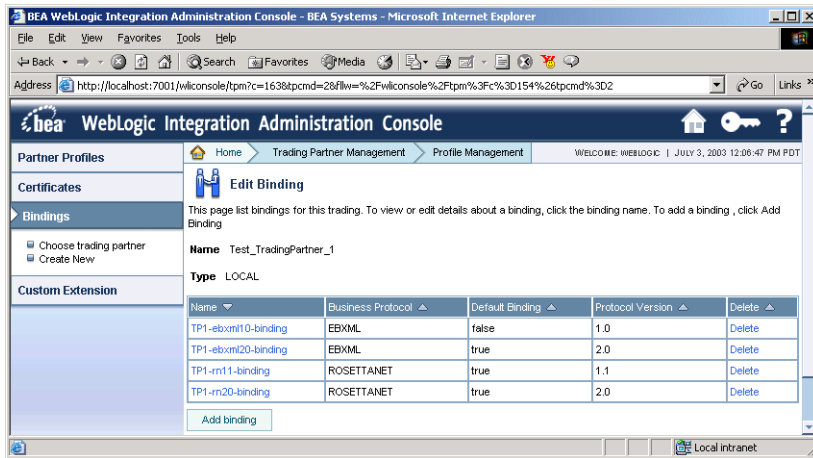 BEA WebLogic Integration Administration Console - BEA Systems - Microsoft Internet Explorer
File Edit View Favorites Tools Help
Back Search Favorites Media
Address http://localhost:7001/wliconsole/tpm?c=163&tpcmd=2&flw=%2Fwliconsole%2Ftpm%3Fc%3D154%26tpcmd%3D2 Go Links »
bea WebLogic Integration Administration Console ?
Partner Profiles
Certificates
Bindings
Choose trading partner
Create New
Custom Extension
Home Trading Partner Management Profile Management WELCOME: WEBLOGIC | JULY 3, 2003 12:06:47 PM PDT
Edit Binding
This page list bindings for this trading. To view or edit details about a binding, click the binding name. To add a binding , click Add
Binding
Name Test_TradingPartner_1
Type LOCAL
Name Business Protocol Default Binding Protocol Version Delete
TP1-ebxml10-binding EBXML false 1.0 Delete
TP1-ebxml20-binding EBXML true 2.0 Delete
TP1-rn11-binding ROSETTANET true 1.1 Delete
TP1-rn20-binding ROSETTANET true 2.0 Delete
Add binding
Local intranet